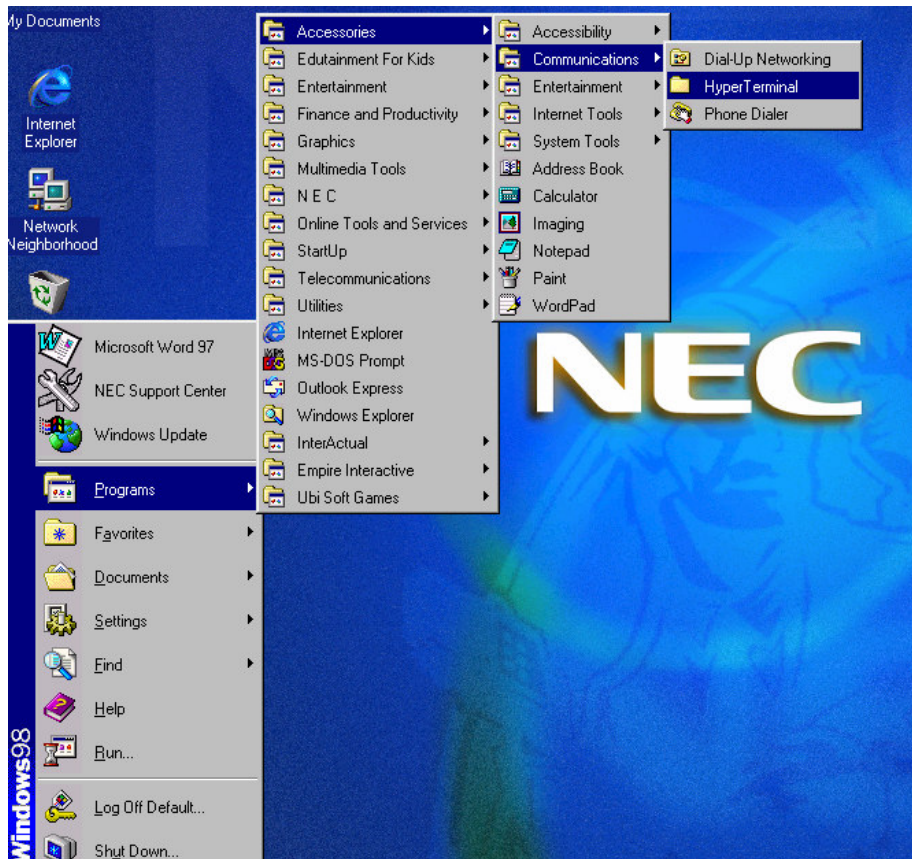 My Documents
Internet
Explorer
Network
Neighborhood
Microsoft Word 97
NEC Support Center
Windows Update
Programs
Favorites
Documents
Settings
Find
Help
Run...
Log Off Default...
Shut Down...
Windows98
Accessories
Edutainment For Kids
Entertainment
Finance and Productivity
Graphics
Multimedia Tools
N E C
Online Tools and Services
StartUp
Telecommunications
Utilities
Internet Explorer
MS-DOS Prompt
Outlook Express
Windows Explorer
InterActual
Empire Interactive
Ubi Soft Games
Accessibility
Communications
Entertainment
Internet Tools
System Tools
Address Book
Calculator
Imaging
Notepad
Paint
WordPad
Dial-Up Networking
HyperTerminal
Phone Dialer
NEC